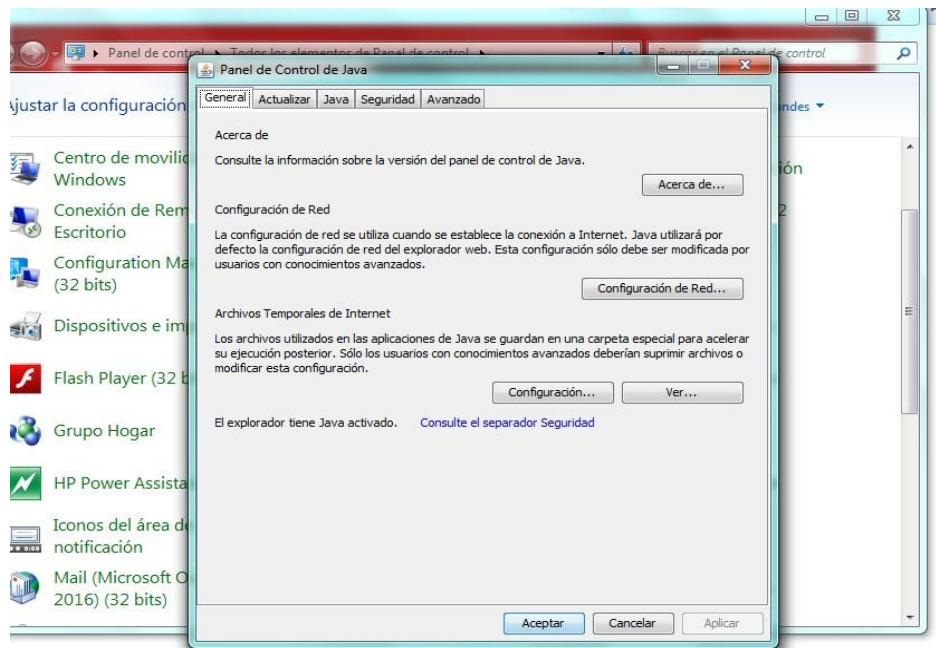 Panel de control
Todos los elementos de Panel de control
Buscar en el Panel de control
Panel de Control de Java
Ajustar la configuración
General
Actualizar
Java
Seguridad
Avanzado
Acerca de
Consulte la información sobre la versión del panel de control de Java.
Acerca de...
Configuración de Red
La configuración de red se utiliza cuando se establece la conexión a Internet. Java utilizará por
defecto la configuración de red del explorador web. Esta configuración sólo debe ser modificada por
usuarios con conocimientos avanzados.
Configuración de Red...
Archivos Temporales de Internet
Los archivos utilizados en las aplicaciones de Java se guardan en una carpeta especial para acelerar
su ejecución posterior. Sólo los usuarios con conocimientos avanzados deberían suprimir archivos o
modificar esta configuración.
Configuración...
Ver...
El explorador tiene Java activado.
Consulte el separador Seguridad
Aceptar
Cancelar
Aplicar
Centro de movilid
Windows
Conexión de Rem
Escritorio
Configuration Ma
(32 bits)
Dispositivos e im
Flash Player (32 b
Grupo Hogar
HP Power Assista
Iconos del área de
notificación
Mail (Microsoft O
2016) (32 bits)
andes
ión
2